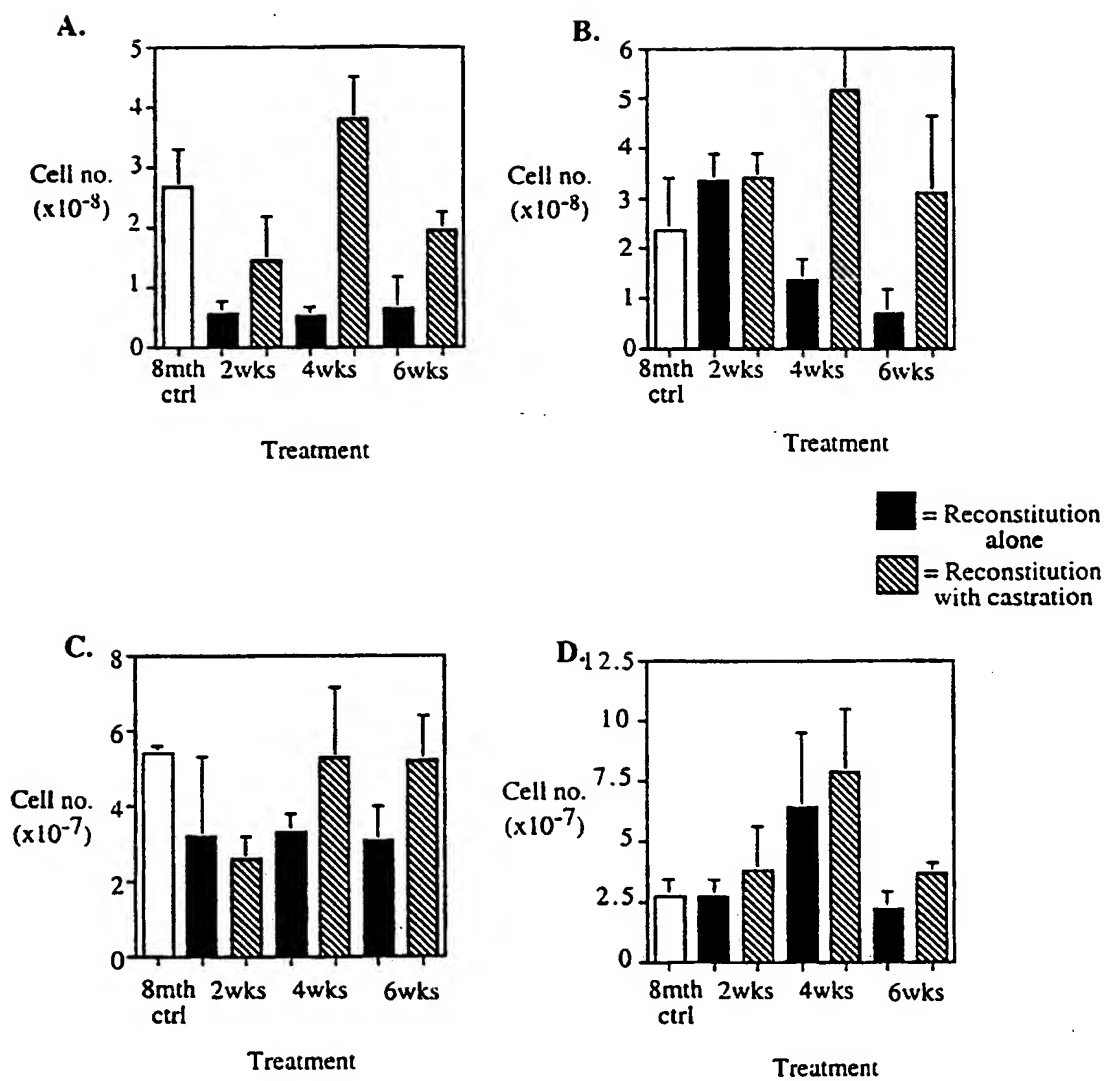 A.
5
4
3
2
1
0
Cell no.
(x10-8)
8mth
ctrl
2wks
4wks
6wks
Treatment
B.
6
5
4
3
2
1
0
Cell no.
(x10-8)
8mth
ctrl
2wks
4wks
6wks
Treatment
= Reconstitution
alone
= Reconstitution
with castration
C.
8
6
4
2
0
Cell no.
(x10-7)
8mth
ctrl
2wks
4wks
6wks
Treatment
D.
12.5
10
7.5
5
2.5
0
Cell no.
(x10-7)
8mth
ctrl
2wks
4wks
6wks
Treatment